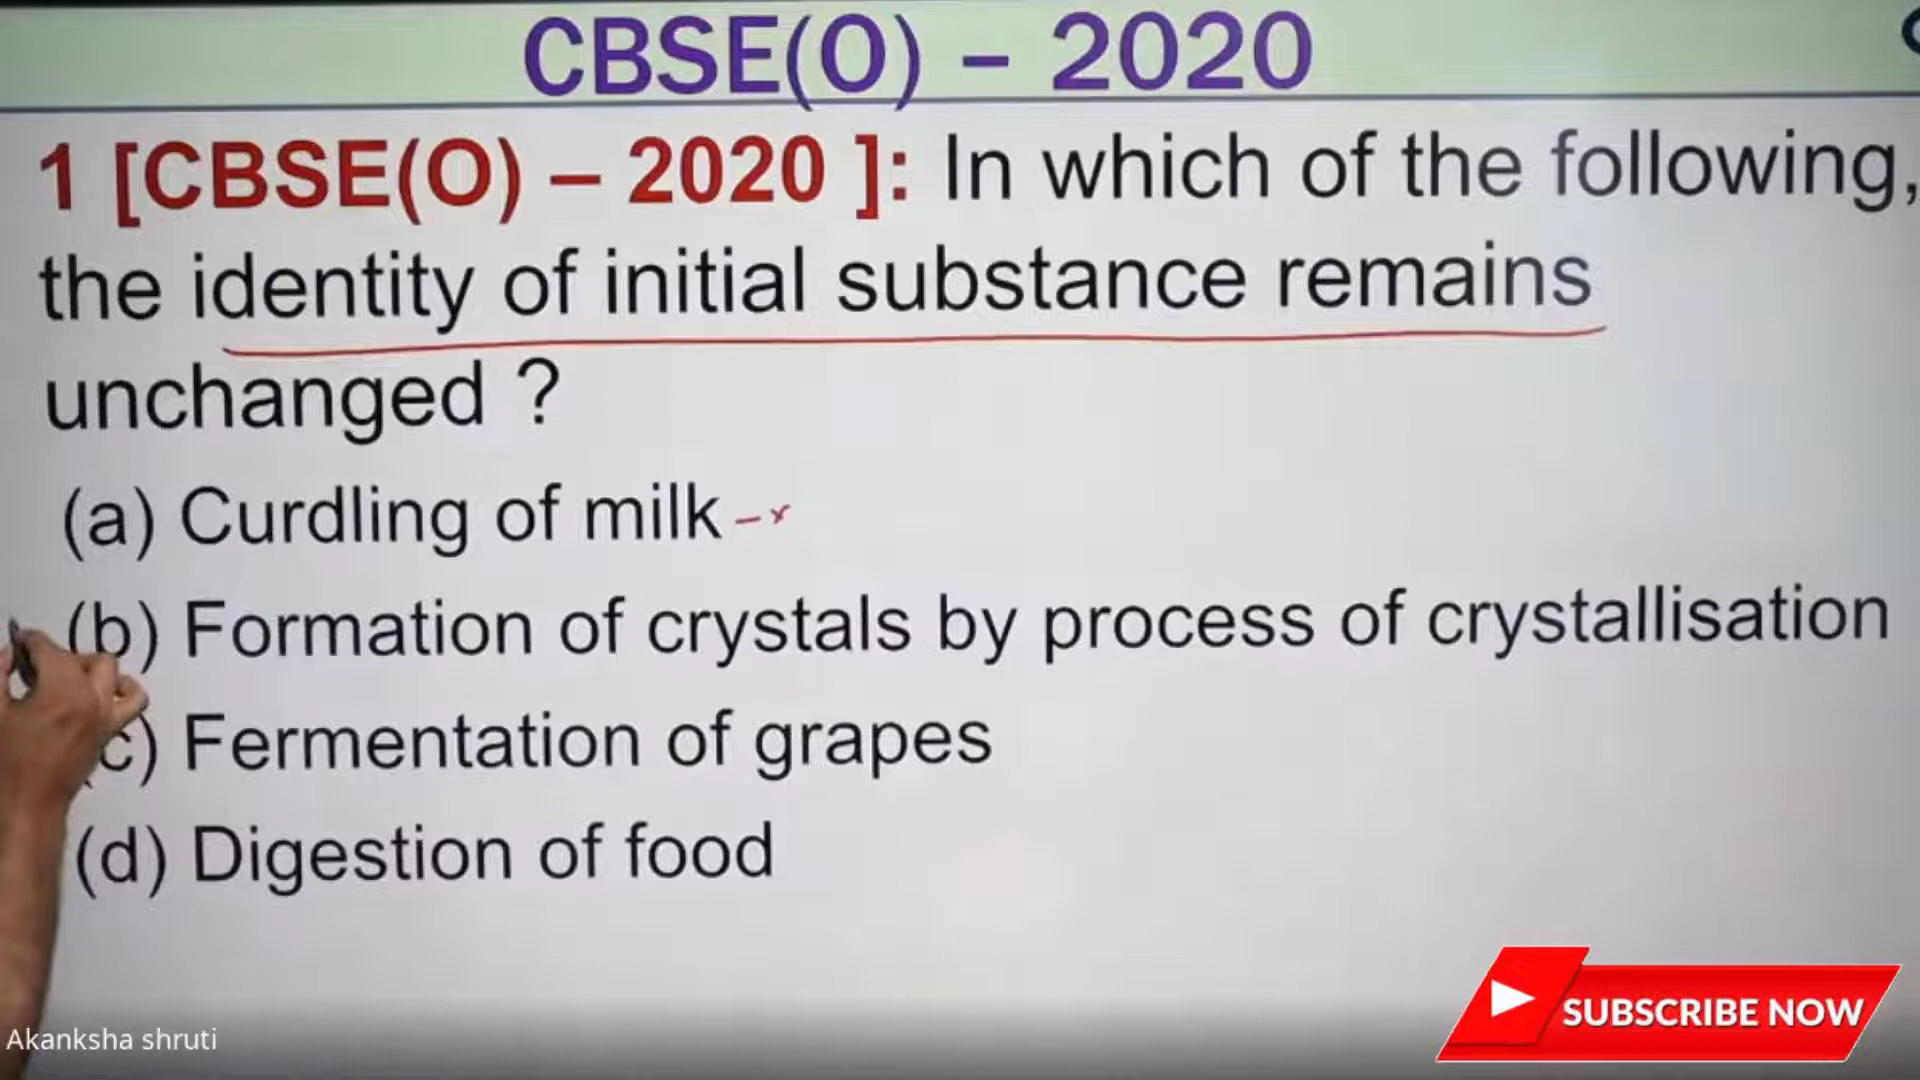 CBSE(O) – 2020
1 [CBSE(O) – 2020 ]: In which of the following,
the identity of initial substance remains
unchanged ?
(a) Curdling of milk – x
(b) Formation of crystals by process of crystallisation
(c) Fermentation of grapes
(d) Digestion of food
SUBSCRIBE NOW
Akanksha shruti